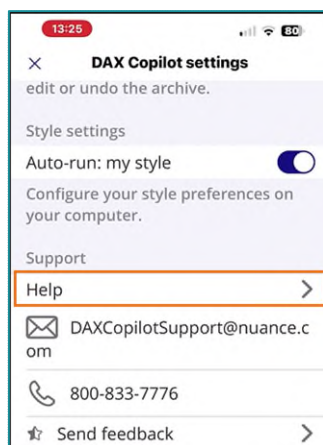 13:25
80
DAX Copilot settings
edit or undo the archive.
Style settings
Auto-run: my style
Configure your style preferences on
your computer.
Support
Help
DAXCopilotSupport@nuance.c
om
800-833-7776
Send feedback